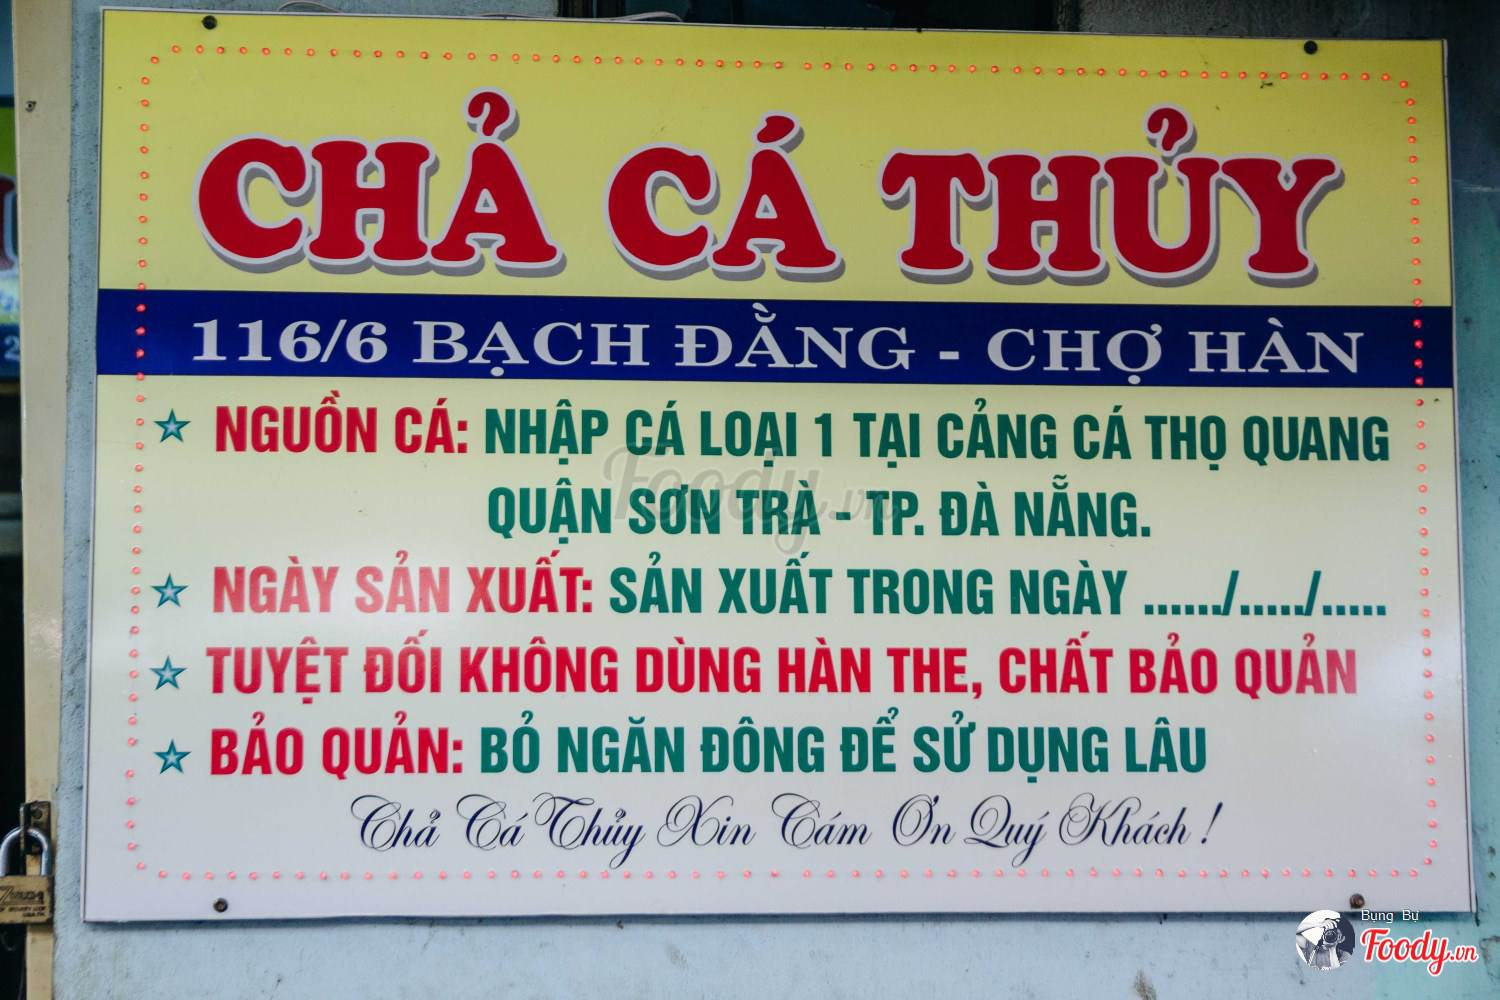 CHẢ CÁ THỦY
116/6 BẠCH ĐẰNG - CHỢ HÀN
NGUỒN CÁ: NHẬP CÁ LOẠI 1 TẠI CẢNG CÁ THỌ QUANG
QUẬN SƠN TRÀ - TP. ĐÀ NẴNG.
NGÀY SẢN XUẤT: SẢN XUẤT TRONG NGÀY ....../...../.....
TUYỆT ĐỐI KHÔNG DÙNG HÀN THE, CHẤT BẢO QUẢN
BẢO QUẢN: BỎ NGĂN ĐÔNG ĐỂ SỬ DỤNG LÂU
Chả Cá Thủy Xin Cám Ơn Quý Khách !
Foody.vn
Bụng Bự
Foody.vn